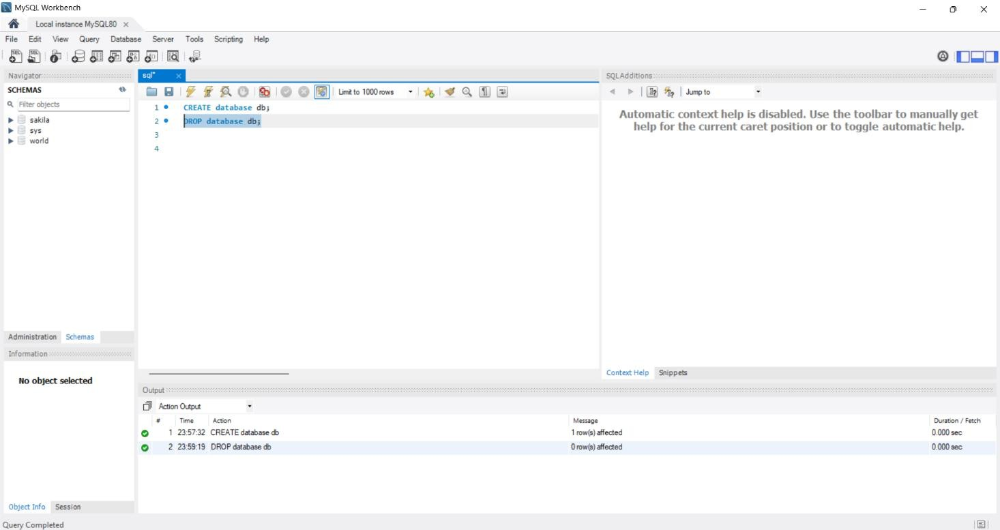 MySQL Workbench
Local instance MySQL80
File Edit View Query Database Server Tools Scripting Help
Navigator
SCHEMAS
Filter objects
sakila
sys
world
Administration Schemas
Information
No object selected
Object Info Session
sql*
Limit to 1000 rows
1 CREATE database db;
2 DROP database db;
3
4
SQLAdditions
Jump to
Automatic context help is disabled. Use the toolbar to manually get
help for the current caret position or to toggle automatic help.
Context Help Snippets
Output
Action Output
# Time Action Message Duration / Fetch
1 23:57:32 CREATE database db 1 row(s) affected 0.000 sec
2 23:59:19 DROP database db 0 row(s) affected 0.000 sec
Query Completed